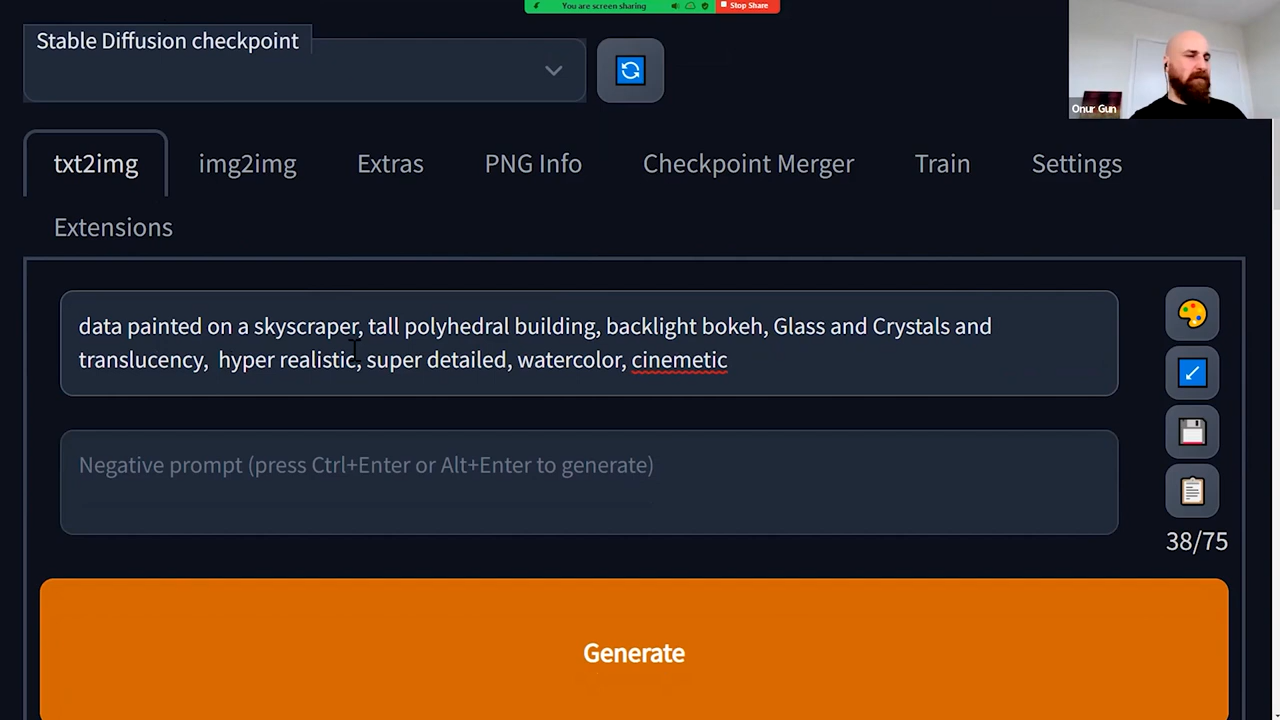 You are screen sharing
Stop Share
Stable Diffusion checkpoint
Onur Gun
txt2img
img2img
Extras
PNG Info
Checkpoint Merger
Train
Settings
Extensions
data painted on a skyscraper, tall polyhedral building, backlight bokeh, Glass and Crystals and
translucency,  hyper realistic, super detailed, watercolor, cinemetic
Negative prompt (press Ctrl+Enter or Alt+Enter to generate)
38/75
Generate